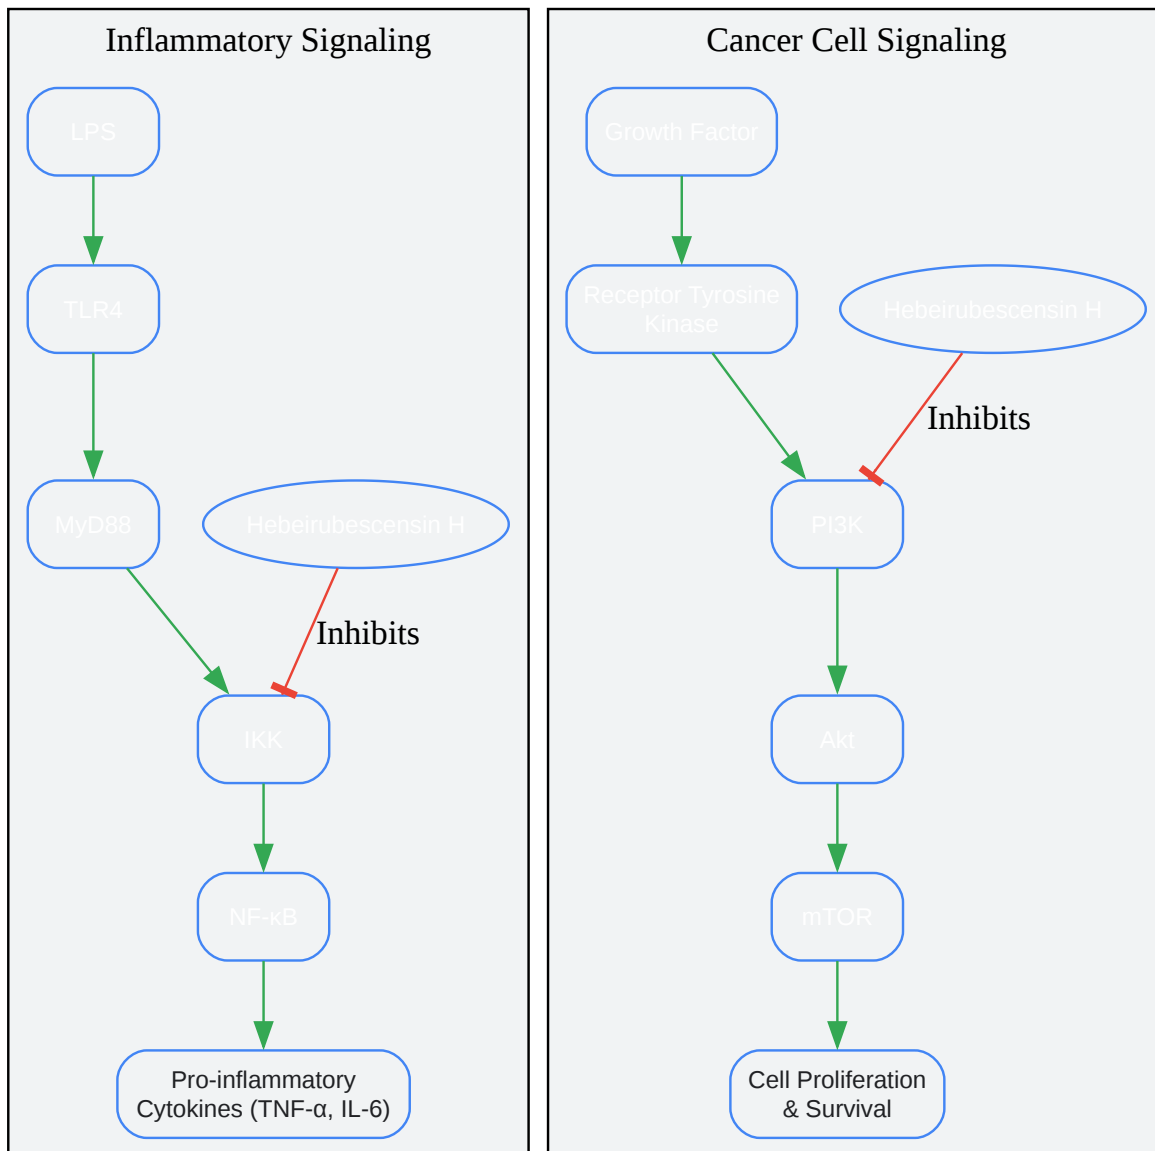 Inflammatory Signaling
LPS
TLR4
MyD88
Hebeirubescensin H
Inhibits
IKK
NF-κB
Pro-inflammatory
Cytokines (TNF-α, IL-6)
Cancer Cell Signaling
Growth Factor
Receptor Tyrosine
Kinase
Hebeirubescensin H
Inhibits
PI3K
Akt
mTOR
Cell Proliferation
& Survival